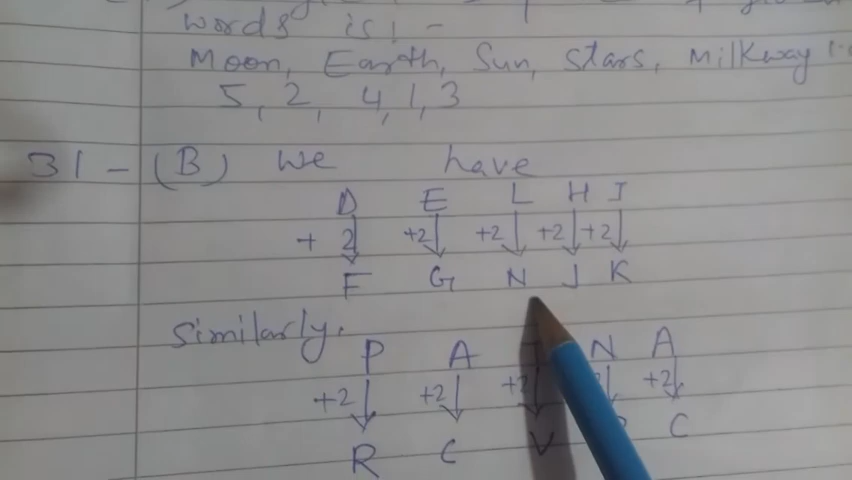 words is:-
Moon, Earth, Sun, Stars, Milkway i.e
5, 2, 4, 1, 3
31 - (B) We have
D E L H I
+2 +2 +2 +2 +2
F G N J K
Similarly,
P A N A
+2 +2 +2 +2
R C V C